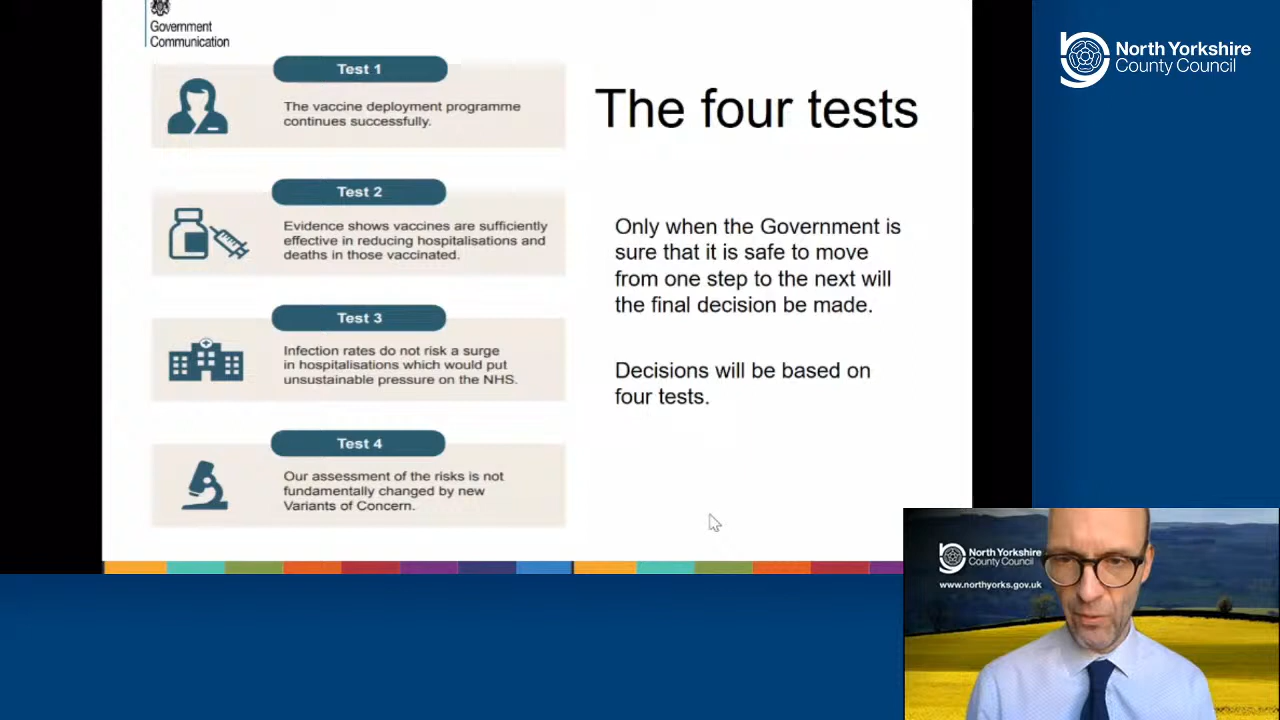 Government
Communication
Test 1
The vaccine deployment programme
continues successfully.
Test 2
Evidence shows vaccines are sufficiently
effective in reducing hospitalisations and
deaths in those vaccinated.
Test 3
Infection rates do not risk a surge
in hospitalisations which would put
unsustainable pressure on the NHS.
Test 4
Our assessment of the risks is not
fundamentally changed by new
Variants of Concern.
The four tests
Only when the Government is
sure that it is safe to move
from one step to the next will
the final decision be made.
Decisions will be based on
four tests.
North Yorkshire
County Council
North Yorkshire
County Council
www.northyorks.gov.uk